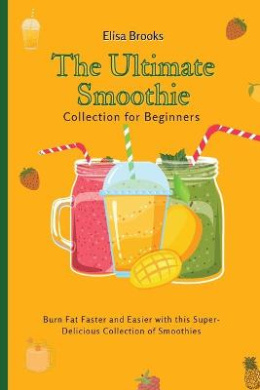 Elisa Brooks
The Ultimate
Smoothie
Collection for Beginners
Burn Fat Faster and Easier with this Super-
Delicious Collection of Smoothies